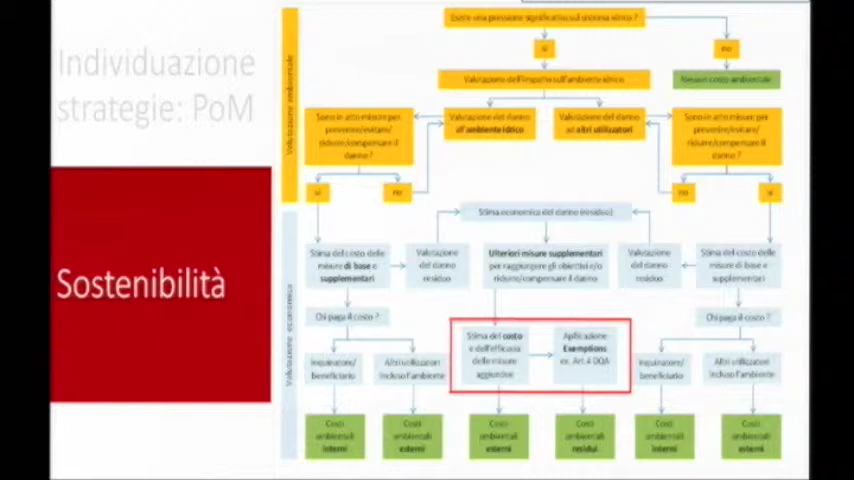 Individuazione
strategie: PoM
Sostenibilità
Valutazione ambientale
Valutazione economica
Esiste una pressione significativa sul sistema idrico ?
si
no
Valutazione dell'impatto sull'ambiente idrico
Nessun costo ambientale
Sono in atto misure per
prevenire/evitare/
ridurre/compensare il
danno ?
Valutazione del danno
all'ambiente idrico
Valutazione del danno
ad altri utilizzatori
Sono in atto misure per
prevenire/evitare/
ridurre/compensare il
danno ?
si
no
no
si
Stima economica del danno (residuo)
Stima del costo delle
misure di base e
supplementari
Valutazione
del danno
residuo
Ulteriori misure supplementari
per raggiungere gli obiettivi e/o
ridurre/compensare il danno
Valutazione
del danno
residuo
Stima del costo delle
misure di base e
supplementari
Chi paga il costo ?
Chi paga il costo ?
Inquinatore/
beneficiario
Altri utilizzatori
incluso l'ambiente
Stima del costo
e dell'efficacia
delle misure
aggiuntive
Applicazione
Exemptions
ex. Art.4 DQA
Inquinatore/
beneficiario
Altri utilizzatori
incluso l'ambiente
Costi
ambientali
interni
Costi
ambientali
esterni
Costi
ambientali
esterni
Costi
ambientali
residui
Costi
ambientali
interni
Costi
ambientali
esterni